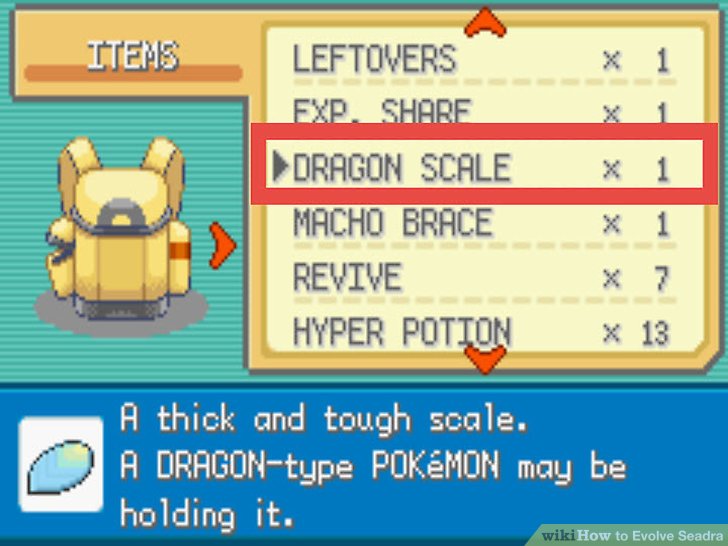 ITEMS
LEFTOVERS × 1
EXP. SHARE × 1
DRAGON SCALE × 1
MACHO BRACE × 1
REVIVE × 7
HYPER POTION × 13
A thick and tough scale.
A DRAGON-type POKéMON may be
holding it.
wikiHow to Evolve Seadra